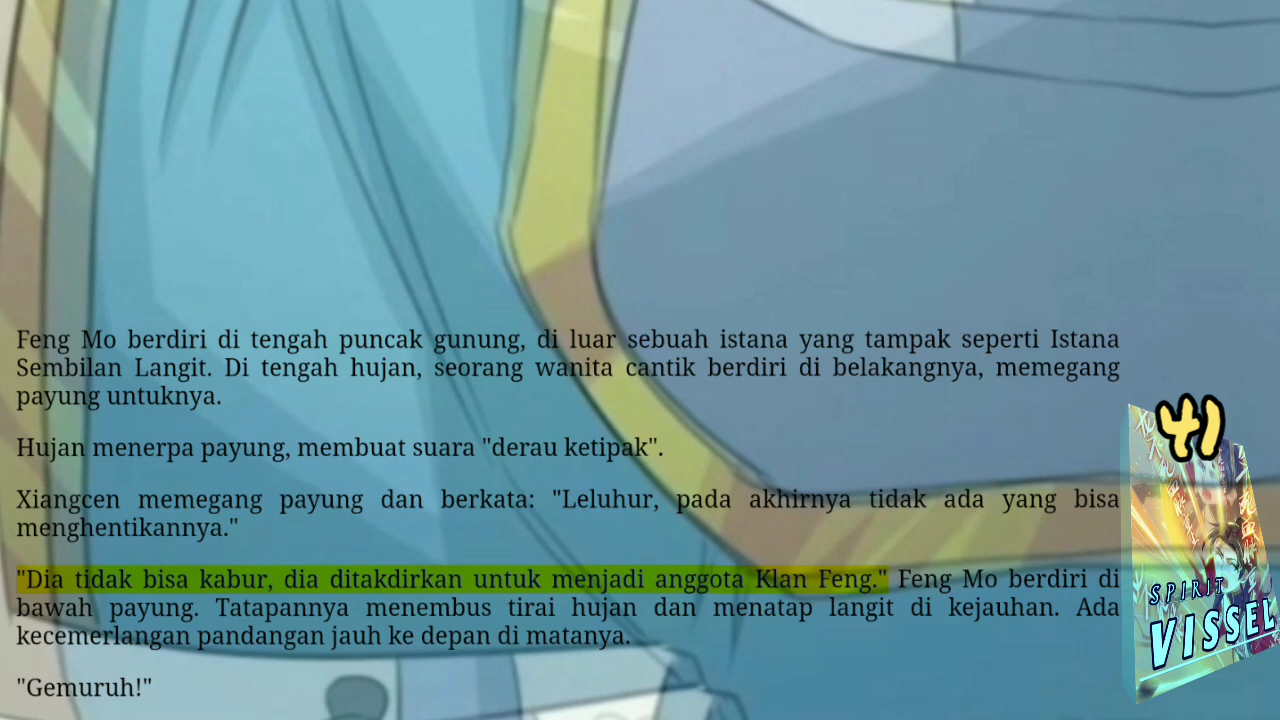 Feng Mo berdiri di tengah puncak gunung, di luar sebuah istana yang tampak seperti Istana
Sembilan Langit. Di tengah hujan, seorang wanita cantik berdiri di belakangnya, memegang
payung untuknya.
Hujan menerpa payung, membuat suara "derau ketipak".
Xiangcen memegang payung dan berkata: "Leluhur, pada akhirnya tidak ada yang bisa
menghentikannya."
"Dia tidak bisa kabur, dia ditakdirkan untuk menjadi anggota Klan Feng." Feng Mo berdiri di
bawah payung. Tatapannya menembus tirai hujan dan menatap langit di kejauhan. Ada
kecemerlangan pandangan jauh ke depan di matanya.
"Gemuruh!"
41
SPIRIT
VISSEL